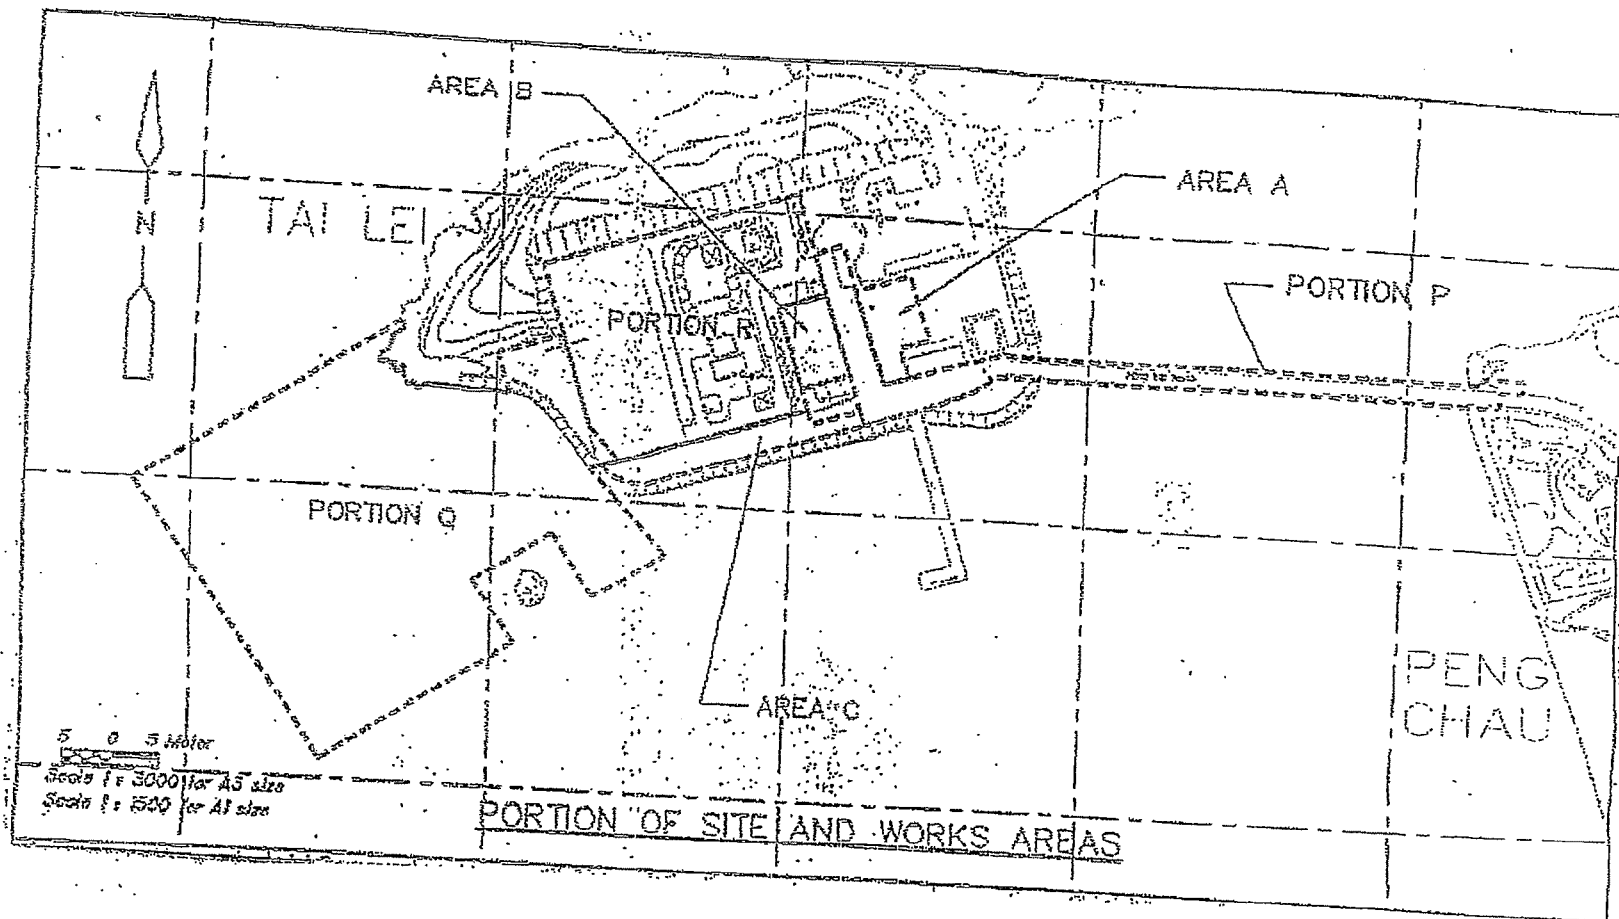 AREA B
AREA A
N
TAI LEI
PORTION P
PORTION R
PORTION Q
AREA C
PENG
CHAU
5 0 5 Meter
Scale 1 : 3000 for A3 size
Scale 1 : 1500 for A1 size
PORTION OF SITE AND WORKS AREAS